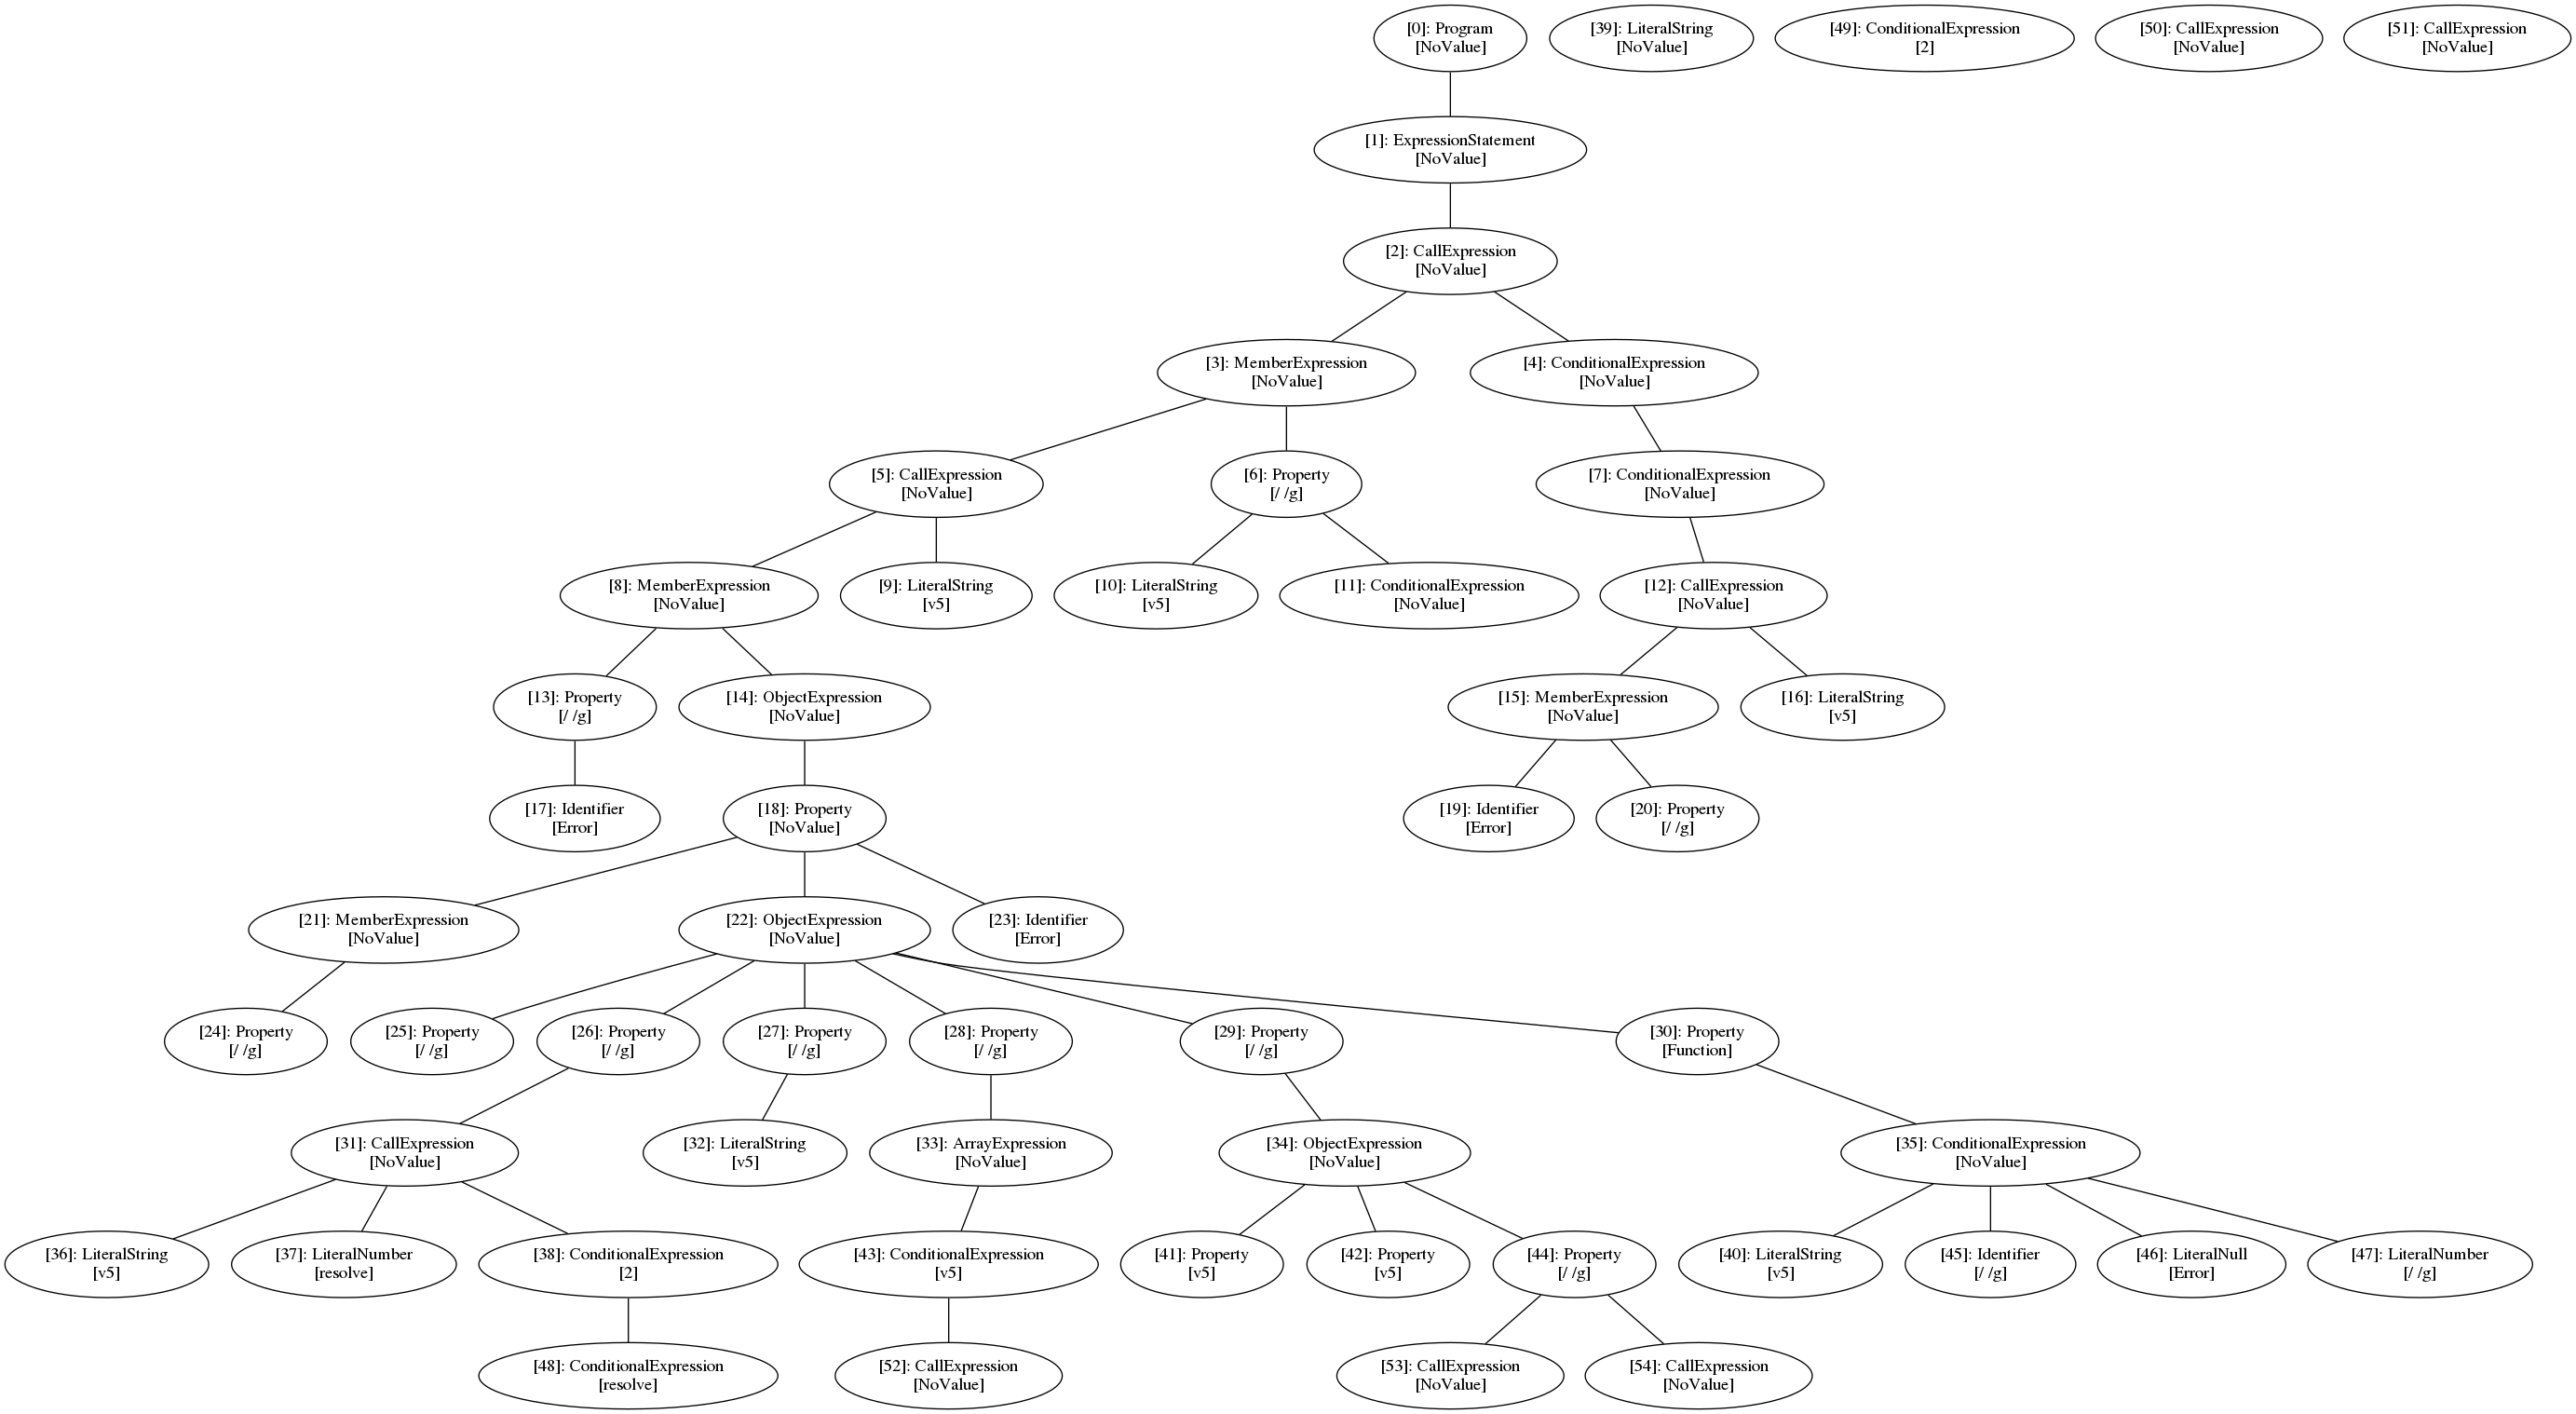 [0]: Program
[NoValue]
[39]: LiteralString
[NoValue]
[49]: ConditionalExpression
[2]
[50]: CallExpression
[NoValue]
[51]: CallExpression
[NoValue]
[1]: ExpressionStatement
[NoValue]
[2]: CallExpression
[NoValue]
[3]: MemberExpression
[NoValue]
[4]: ConditionalExpression
[NoValue]
[5]: CallExpression
[NoValue]
[6]: Property
[/ /g]
[7]: ConditionalExpression
[NoValue]
[8]: MemberExpression
[NoValue]
[9]: LiteralString
[v5]
[10]: LiteralString
[v5]
[11]: ConditionalExpression
[NoValue]
[12]: CallExpression
[NoValue]
[13]: Property
[/ /g]
[14]: ObjectExpression
[NoValue]
[15]: MemberExpression
[NoValue]
[16]: LiteralString
[v5]
[17]: Identifier
[Error]
[18]: Property
[NoValue]
[19]: Identifier
[Error]
[20]: Property
[/ /g]
[21]: MemberExpression
[NoValue]
[22]: ObjectExpression
[NoValue]
[23]: Identifier
[Error]
[24]: Property
[/ /g]
[25]: Property
[/ /g]
[26]: Property
[/ /g]
[27]: Property
[/ /g]
[28]: Property
[/ /g]
[29]: Property
[/ /g]
[30]: Property
[Function]
[31]: CallExpression
[NoValue]
[32]: LiteralString
[v5]
[33]: ArrayExpression
[NoValue]
[34]: ObjectExpression
[NoValue]
[35]: ConditionalExpression
[NoValue]
[36]: LiteralString
[v5]
[37]: LiteralNumber
[resolve]
[38]: ConditionalExpression
[2]
[43]: ConditionalExpression
[v5]
[41]: Property
[v5]
[42]: Property
[v5]
[44]: Property
[/ /g]
[40]: LiteralString
[v5]
[45]: Identifier
[/ /g]
[46]: LiteralNull
[Error]
[47]: LiteralNumber
[/ /g]
[48]: ConditionalExpression
[resolve]
[52]: CallExpression
[NoValue]
[53]: CallExpression
[NoValue]
[54]: CallExpression
[NoValue]